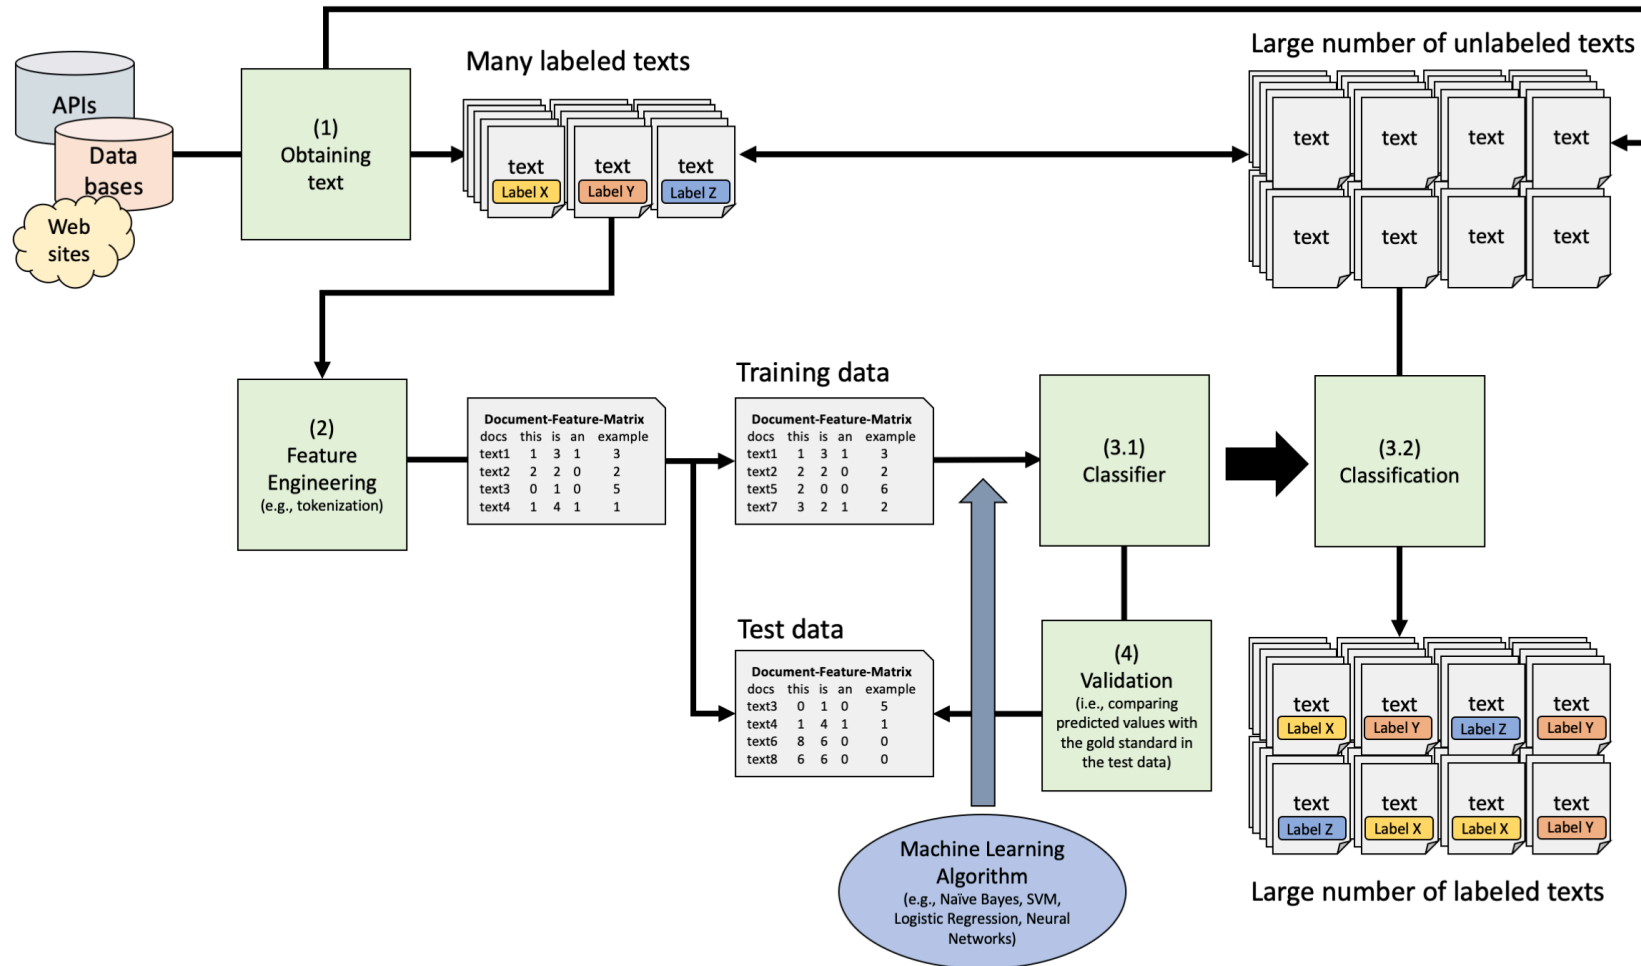 APIs
Data
bases
Web
sites
(1)
Obtaining
text
Many labeled texts
text
Label X
text
Label Y
text
Label Z
Large number of unlabeled texts
text
text
text
text
text
text
text
text
(2)
Feature
Engineering
(e.g., tokenization)
Document-Feature-Matrix
docs this is an example
text1 1 3 1 3
text2 2 2 0 2
text3 0 1 0 5
text4 1 4 1 1
Training data
Document-Feature-Matrix
docs this is an example
text1 1 3 1 3
text2 2 2 0 2
text5 2 0 0 6
text7 3 2 1 2
(3.1)
Classifier
(3.2)
Classification
Test data
Document-Feature-Matrix
docs this is an example
text3 0 1 0 5
text4 1 4 1 1
text6 8 6 0 0
text8 6 6 0 0
(4)
Validation
(i.e., comparing
predicted values with
the gold standard in
the test data)
Machine Learning
Algorithm
(e.g., Naïve Bayes, SVM,
Logistic Regression, Neural
Networks)
text
Label X
text
Label Y
text
Label Z
text
Label Y
text
Label Z
text
Label X
text
Label X
text
Label Y
Large number of labeled texts